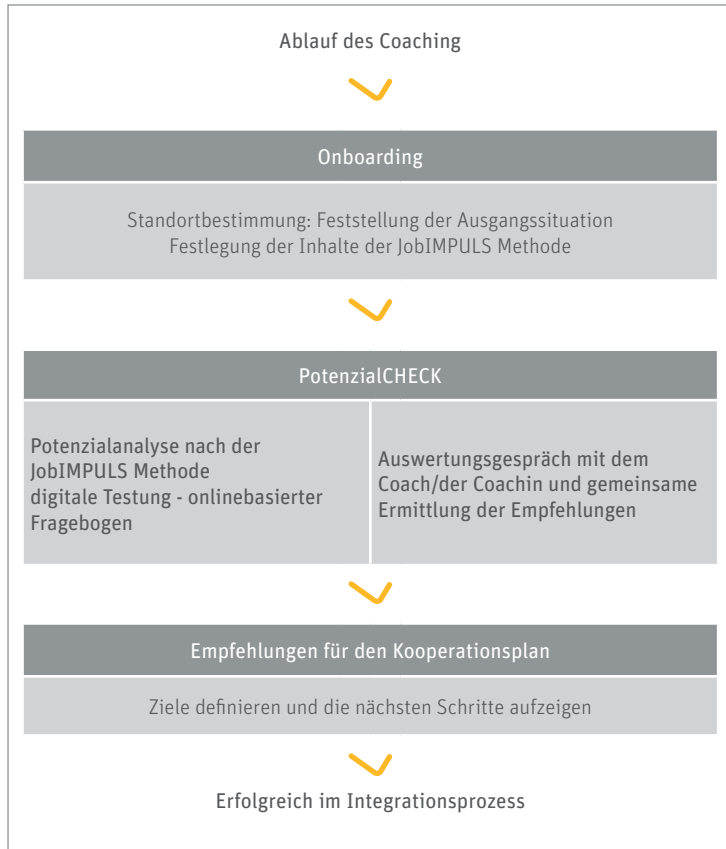 Ablauf des Coaching
Onboarding
Standortbestimmung: Feststellung der Ausgangssituation
Festlegung der Inhalte der JobIMPULS Methode
PotenzialCHECK
Potenzialanalyse nach der
JobIMPULS Methode
digitale Testung - onlinebasierter
Fragebogen
Auswertungsgespräch mit dem
Coach/der Coachin und gemeinsame
Ermittlung der Empfehlungen
Empfehlungen für den Kooperationsplan
Ziele definieren und die nächsten Schritte aufzeigen
Erfolgreich im Integrationsprozess